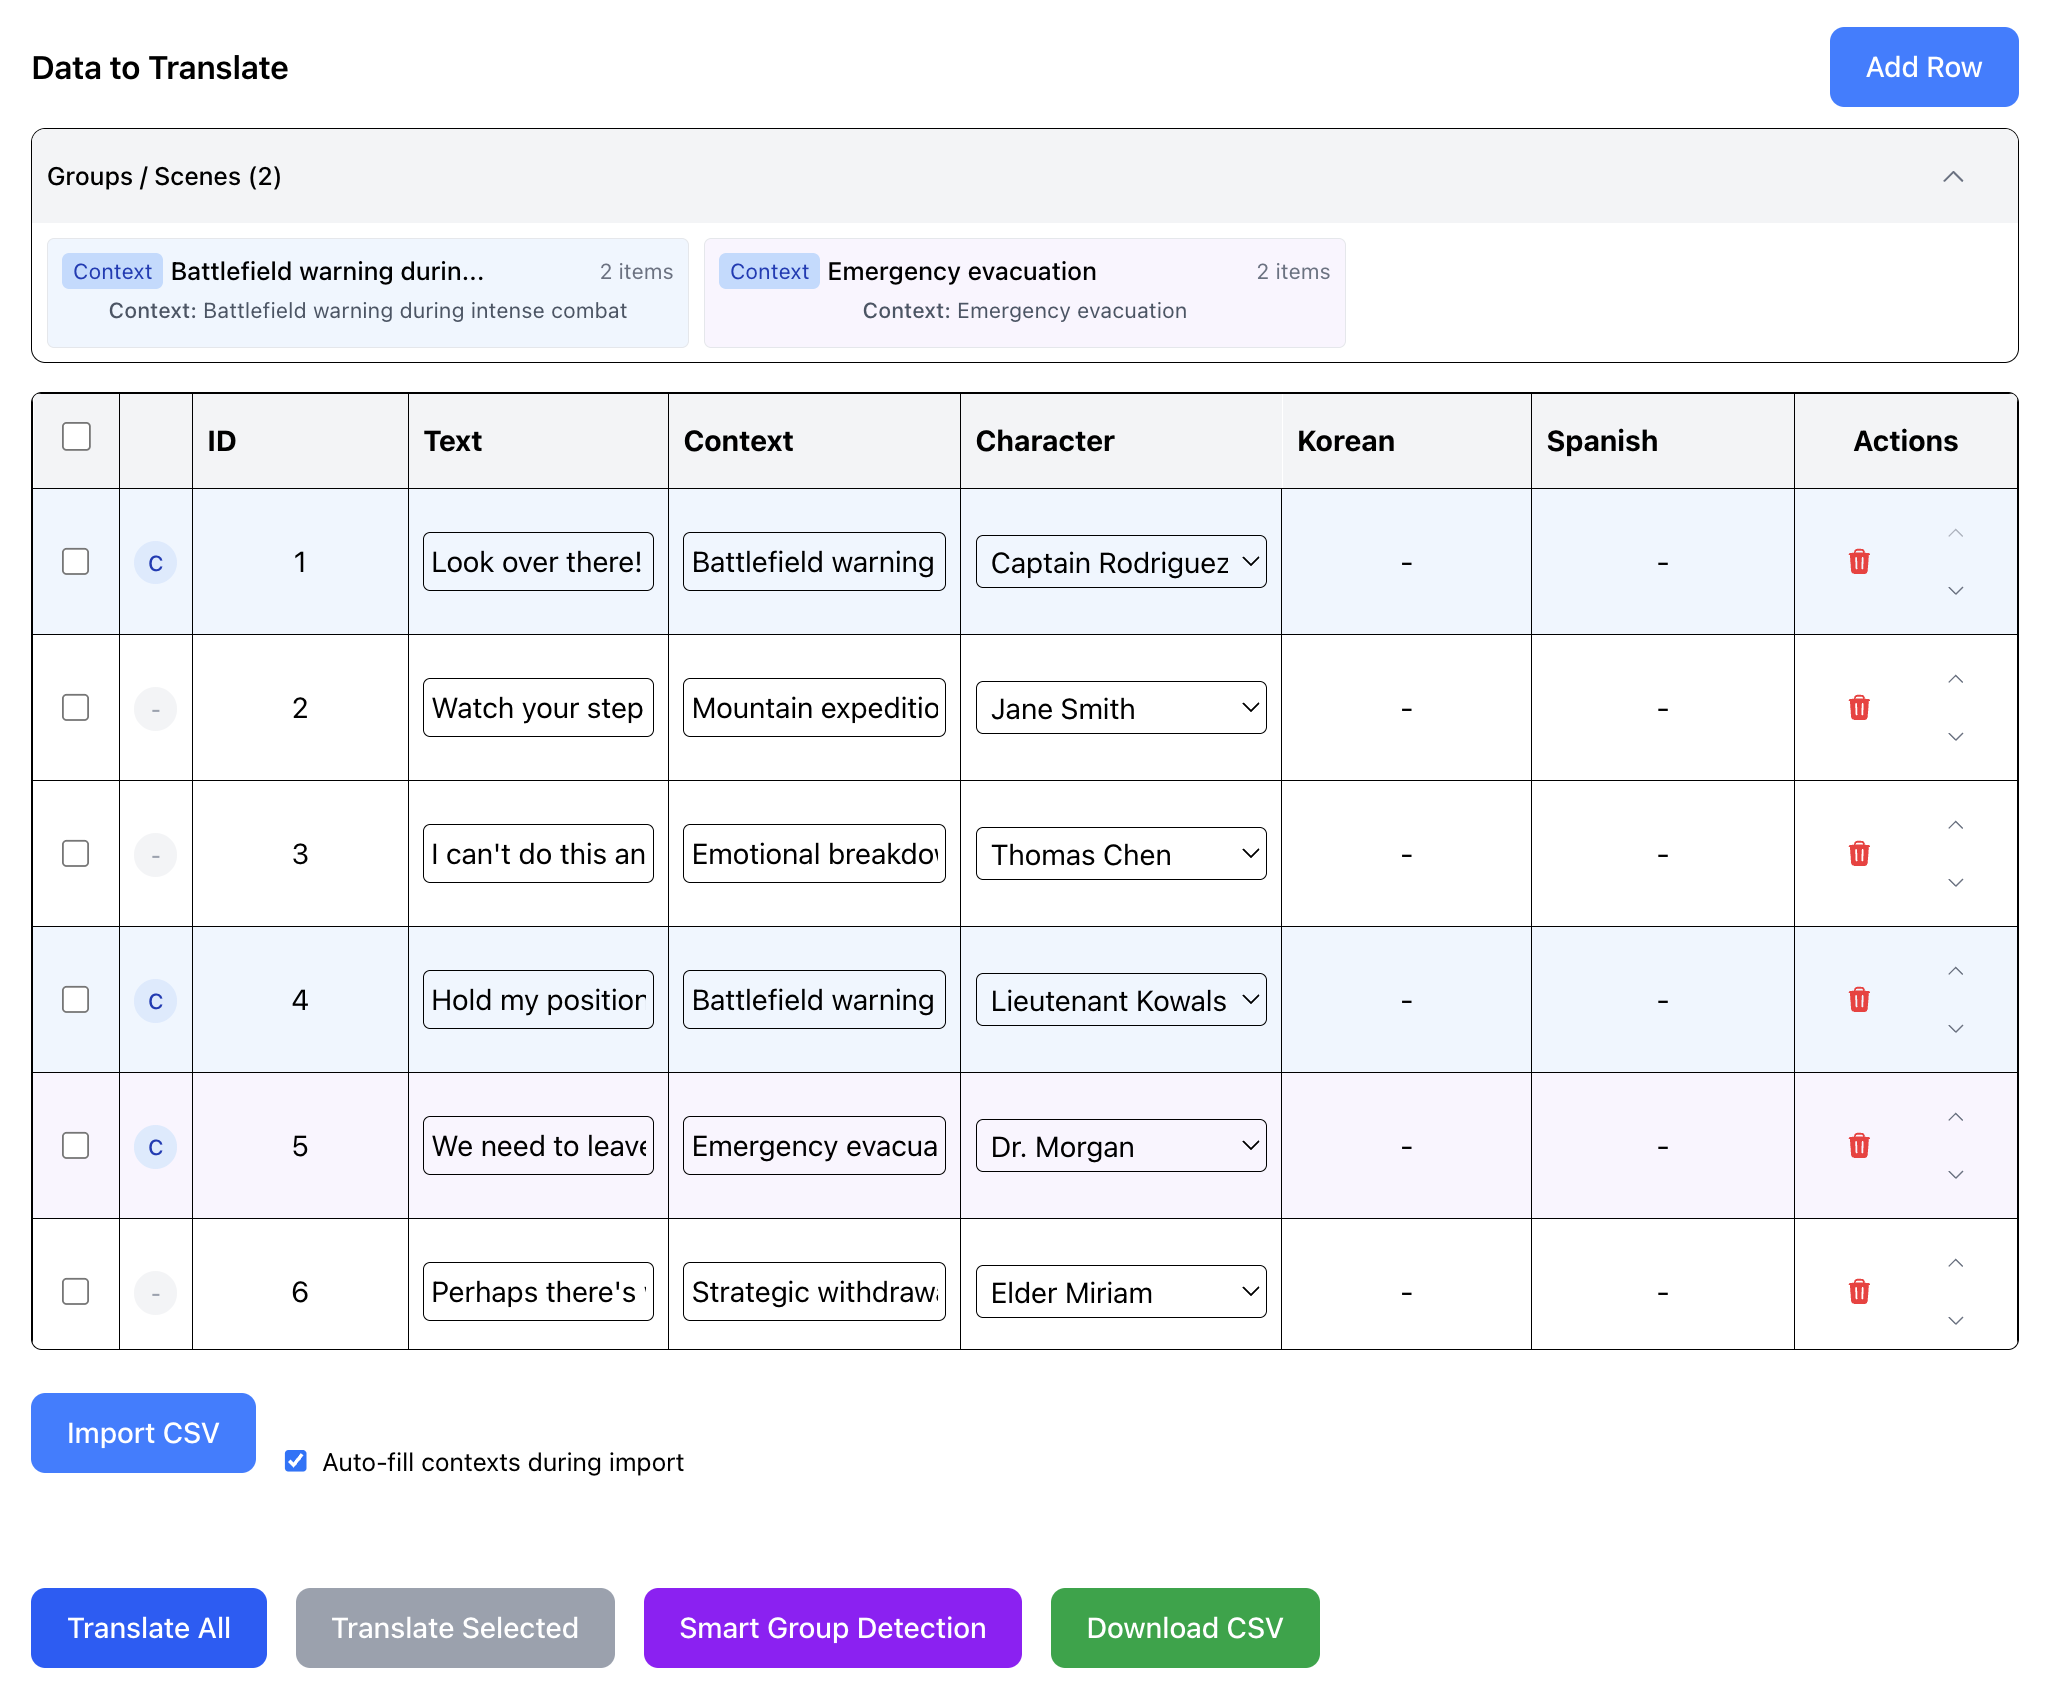 Data to Translate
Add Row
Groups / Scenes (2)
Context Battlefield warning durin... 2 items
Context: Battlefield warning during intense combat
Context Emergency evacuation 2 items
Context: Emergency evacuation
ID Text Context Character Korean Spanish Actions
C 1 Look over there! Battlefield warning Captain Rodriguez - -
- 2 Watch your step Mountain expeditio Jane Smith - -
- 3 I can't do this an Emotional breakdo Thomas Chen - -
C 4 Hold my position Battlefield warning Lieutenant Kowals - -
C 5 We need to leave Emergency evacua Dr. Morgan - -
- 6 Perhaps there's Strategic withdrawa Elder Miriam - -
Import CSV
Auto-fill contexts during import
Translate All Translate Selected Smart Group Detection Download CSV